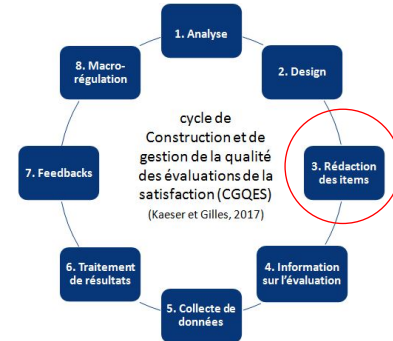 1. Analyse
2. Design
3. Rédaction
des items
4. Information
sur l'évaluation
5. Collecte de
données
6. Traitement
de résultats
7. Feedbacks
8. Macro-
régulation
cycle de
Construction et de
gestion de la qualité
des évaluations de la
satisfaction (CGQES)
(Kaeser et Gilles, 2017)